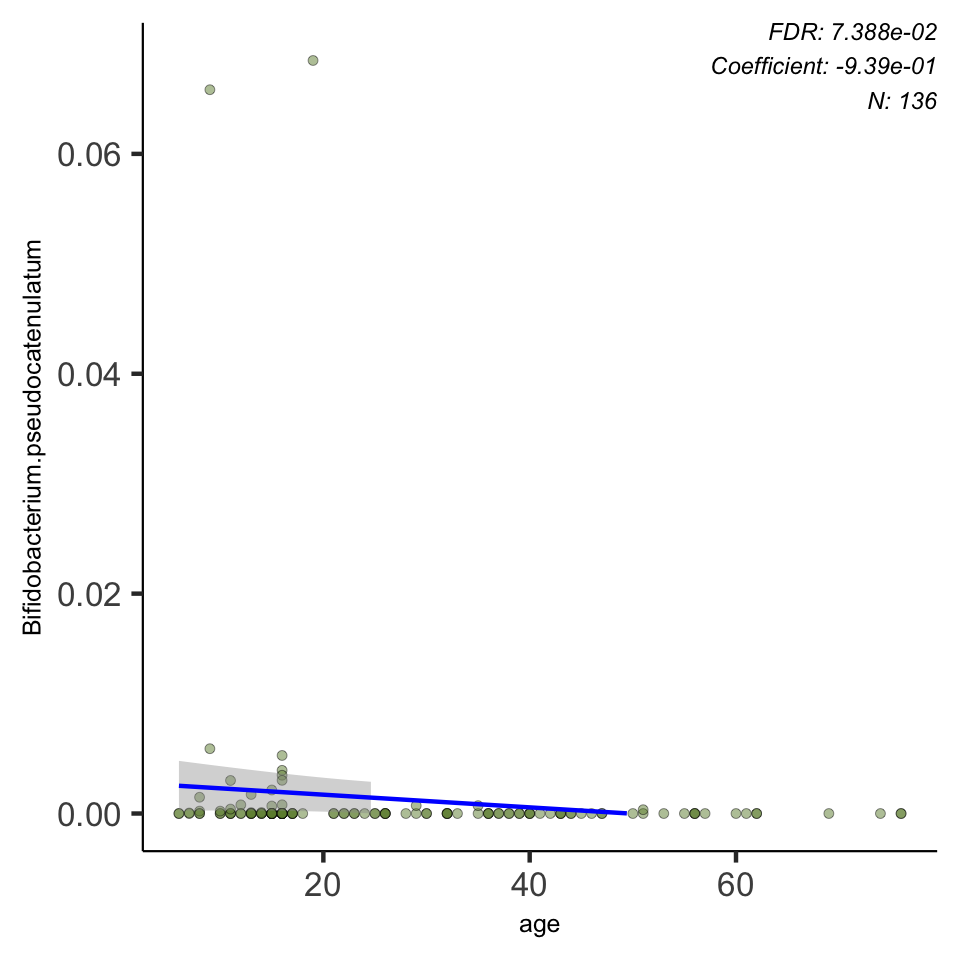 FDR: 7.388e-02
Coefficient: -9.39e-01
N: 136
Bifidobacterium.pseudocatenulatum
0.06
0.04
0.02
0.00
20 40 60
age